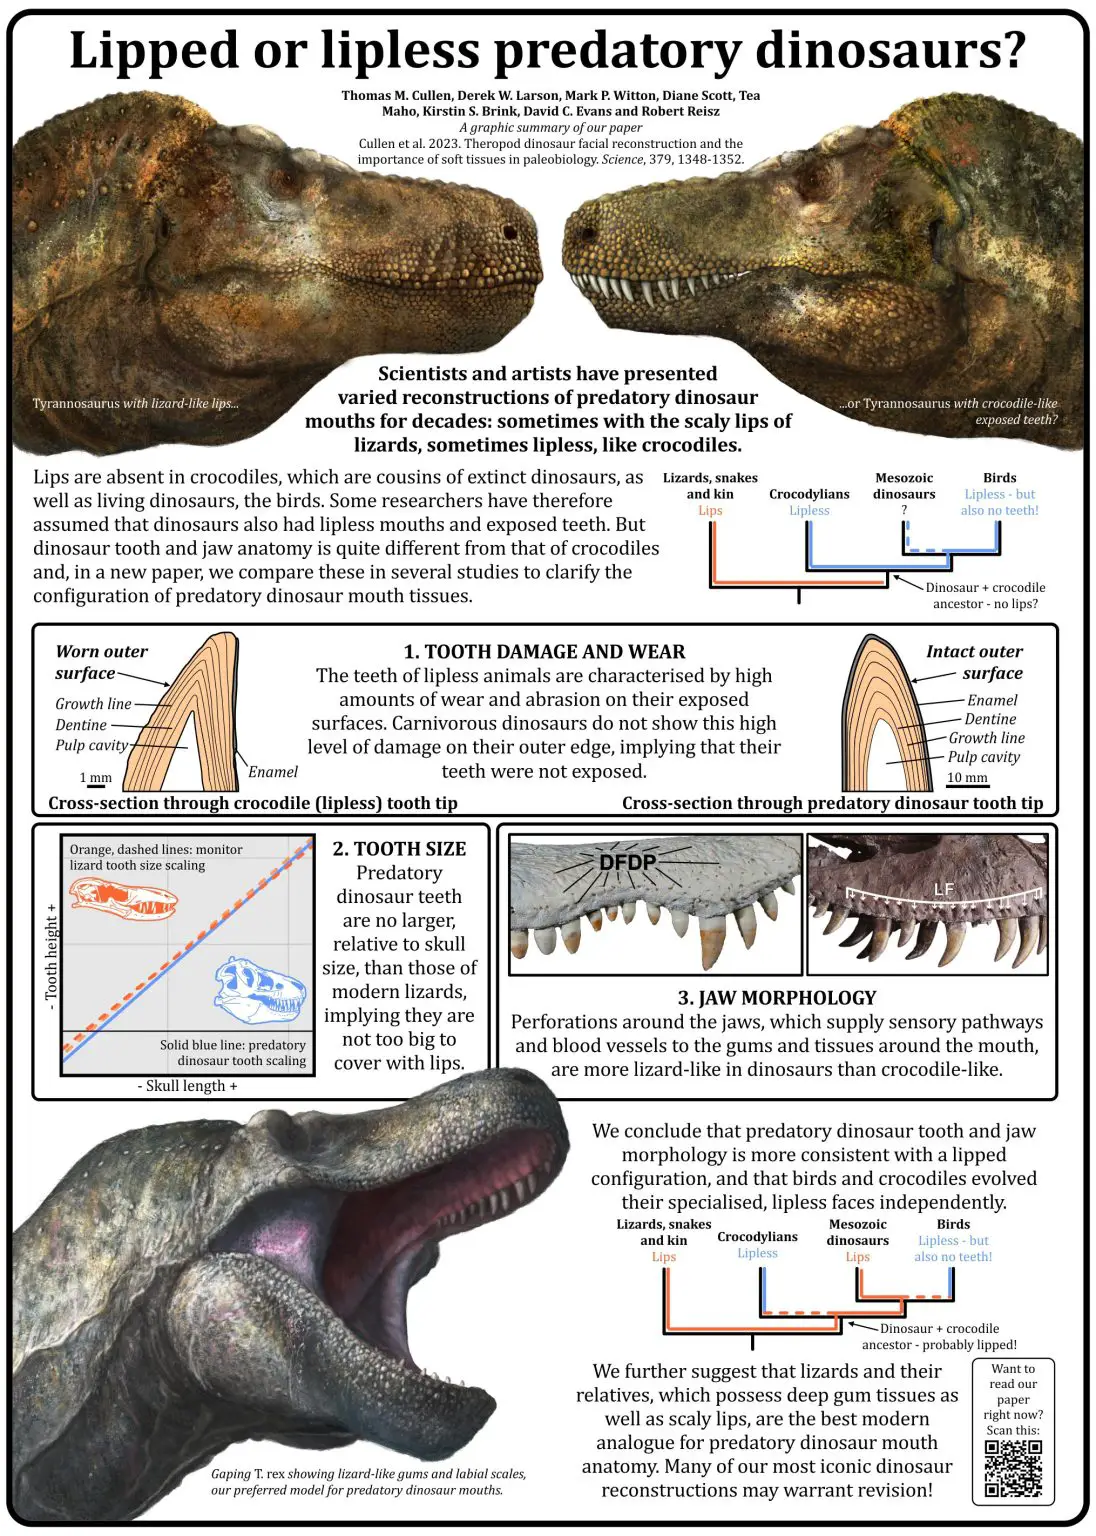 Lipped or lipless predatory dinosaurs?
Thomas M. Cullen, Derek W. Larson, Mark P. Witton, Diane Scott, Tea
Maho, Kirstin S. Brink, David C. Evans and Robert Reisz
A graphic summary of our paper
Cullen et al. 2023. Theropod dinosaur facial reconstruction and the
importance of soft tissues in paleobiology. Science, 379, 1348-1352.
Tyrannosaurus with lizard-like lips...
...or Tyrannosaurus with crocodile-like
exposed teeth?
Scientists and artists have presented
varied reconstructions of predatory dinosaur
mouths for decades: sometimes with the scaly lips of
lizards, sometimes lipless, like crocodiles.
Lips are absent in crocodiles, which are cousins of extinct dinosaurs, as
well as living dinosaurs, the birds. Some researchers have therefore
assumed that dinosaurs also had lipless mouths and exposed teeth. But
dinosaur tooth and jaw anatomy is quite different from that of crocodiles
and, in a new paper, we compare these in several studies to clarify the
configuration of predatory dinosaur mouth tissues.
Lizards, snakes
and kin
Lips
Crocodylians
Lipless
Mesozoic
dinosaurs
?
Birds
Lipless - but
also no teeth!
Dinosaur + crocodile
ancestor - no lips?
Worn outer
surface
Growth line
Dentine
Pulp cavity
1 mm
Enamel
Cross-section through crocodile (lipless) tooth tip
1. TOOTH DAMAGE AND WEAR
The teeth of lipless animals are characterised by high
amounts of wear and abrasion on their exposed
surfaces. Carnivorous dinosaurs do not show this high
level of damage on their outer edge, implying that their
teeth were not exposed.
Intact outer
surface
Enamel
Dentine
Growth line
Pulp cavity
10 mm
Cross-section through predatory dinosaur tooth tip
Orange, dashed lines: monitor
lizard tooth size scaling
- Tooth height +
Solid blue line: predatory
dinosaur tooth scaling
- Skull length +
2. TOOTH SIZE
Predatory
dinosaur teeth
are no larger,
relative to skull
size, than those of
modern lizards,
implying they are
not too big to
cover with lips.
DFDP
LF
3. JAW MORPHOLOGY
Perforations around the jaws, which supply sensory pathways
and blood vessels to the gums and tissues around the mouth,
are more lizard-like in dinosaurs than crocodile-like.
We conclude that predatory dinosaur tooth and jaw
morphology is more consistent with a lipped
configuration, and that birds and crocodiles evolved
their specialised, lipless faces independently.
Lizards, snakes
and kin
Lips
Crocodylians
Lipless
Mesozoic
dinosaurs
Lips
Birds
Lipless - but
also no teeth!
Dinosaur + crocodile
ancestor - probably lipped!
We further suggest that lizards and their
relatives, which possess deep gum tissues as
well as scaly lips, are the best modern
analogue for predatory dinosaur mouth
anatomy. Many of our most iconic dinosaur
reconstructions may warrant revision!
Want to
read our
paper
right now?
Scan this:
Gaping T. rex showing lizard-like gums and labial scales,
our preferred model for predatory dinosaur mouths.